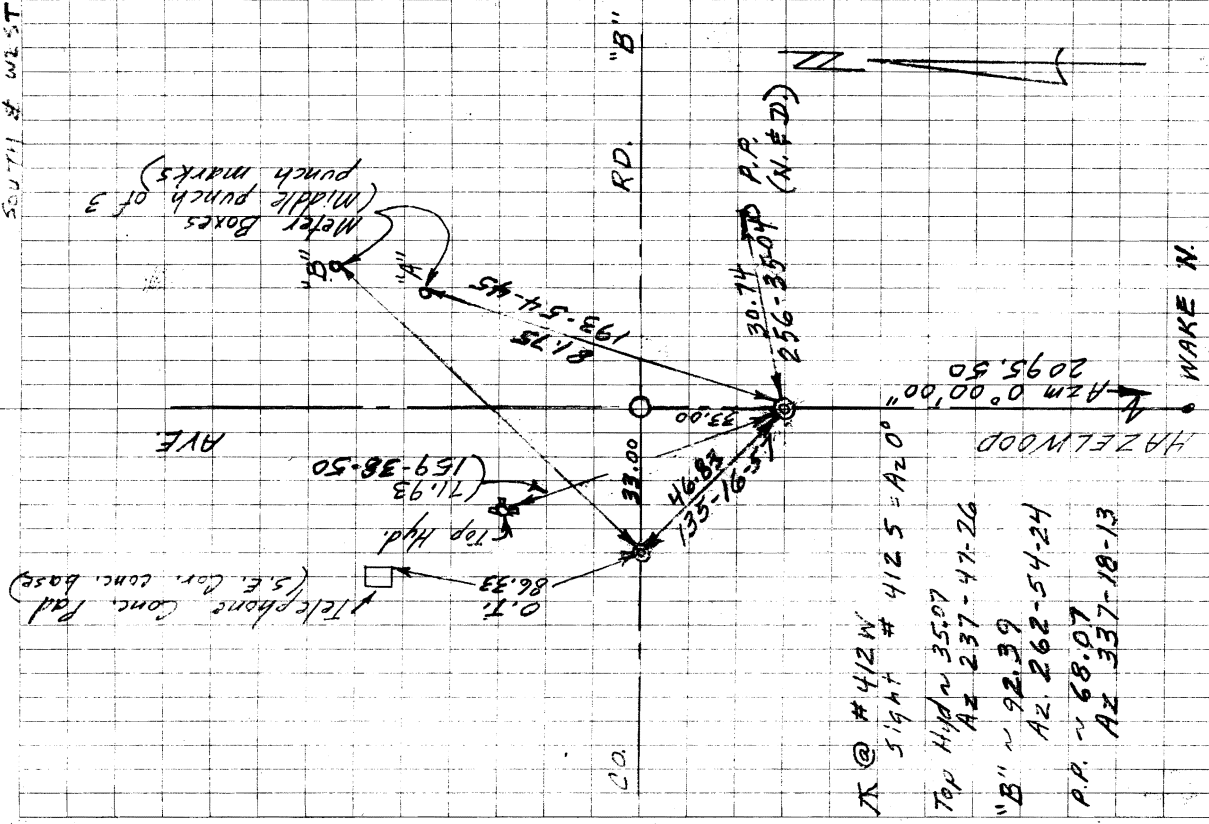 SOUTH & WEST
Meter Boxes
(middle punch of 3
punch marks)
"B"
"A"
AVE.
CO.
RD.
"B"
Telephone Conc. Pad
(S.E. Cor. conc. base)
O.T.
86.33
Top Hyd.
(71.93
159-38-50
81.75
193-54-45
33.00
33.00
46.83
135-16-57
30.74
256-35-04
P.P.
(N. & D.)
N
HAZELWOOD
Azm 0°00'00"
2095.50
WAKE N.
⊼ @ #412W
sight # 412 S = Az 0°
Top Hyd ~ 35.07
Az 237-47-26
"B" ~ 92.39
Az. 262-54-24
P.P. ~ 68.07
Az 337-18-13